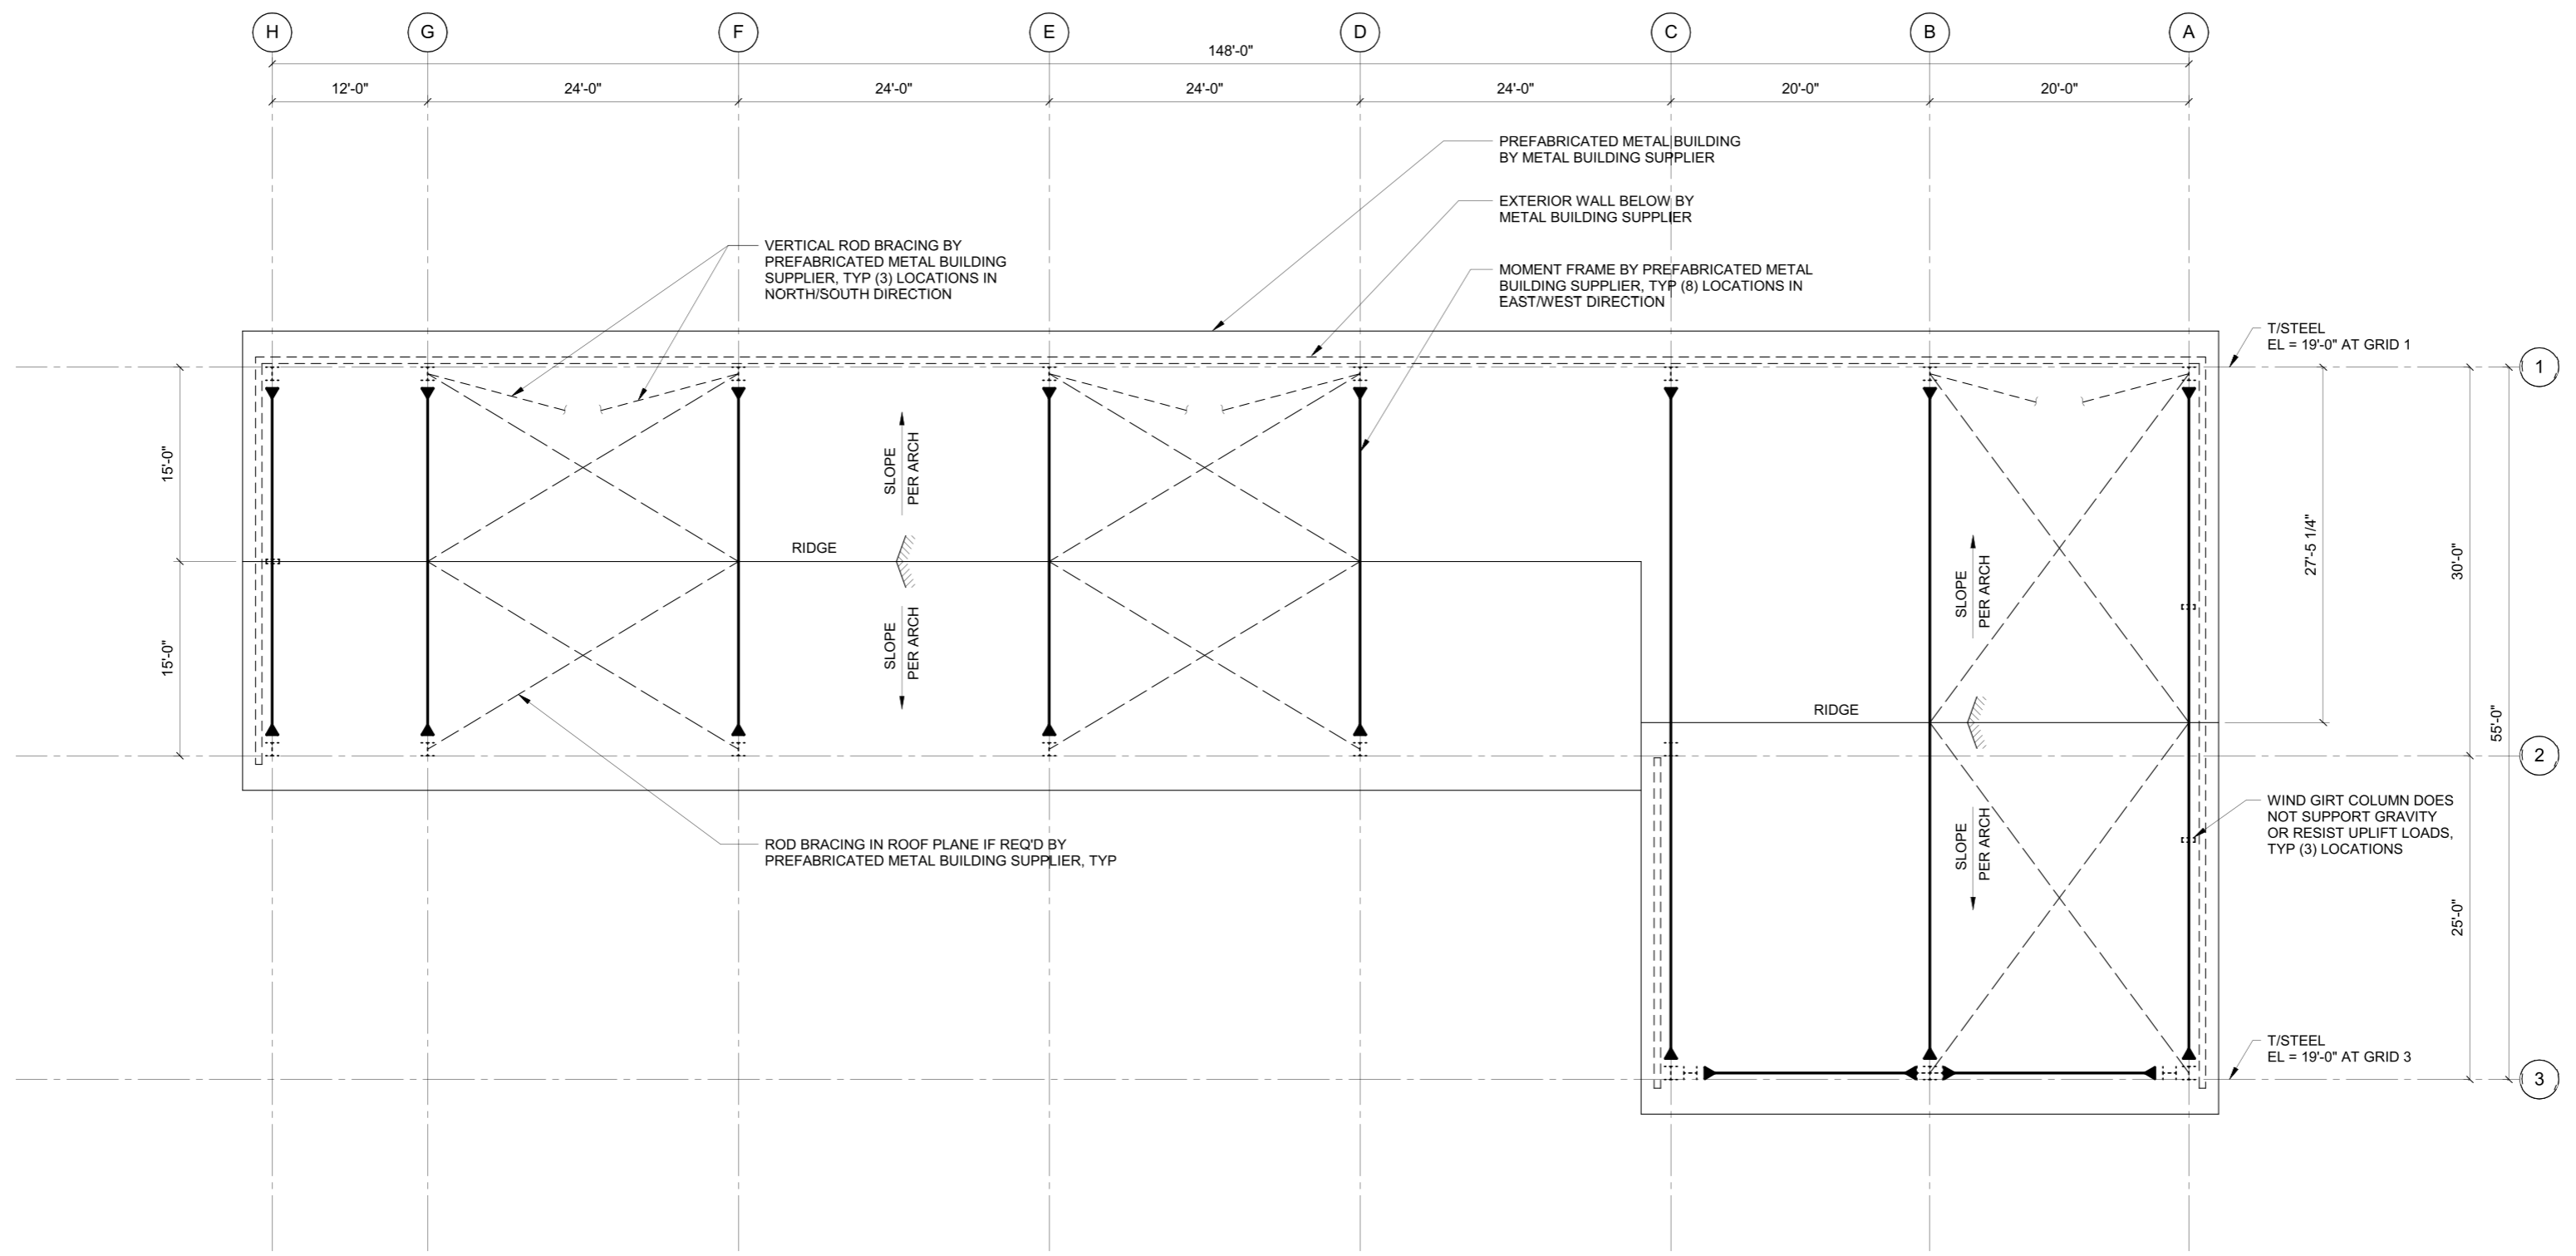 H
G
F
E
D
C
B
A
148'-0"
12'-0"
24'-0"
24'-0"
24'-0"
24'-0"
20'-0"
20'-0"
PREFABRICATED METAL BUILDING
BY METAL BUILDING SUPPLIER
EXTERIOR WALL BELOW BY
METAL BUILDING SUPPLIER
VERTICAL ROD BRACING BY
PREFABRICATED METAL BUILDING
SUPPLIER, TYP (3) LOCATIONS IN
NORTH/SOUTH DIRECTION
MOMENT FRAME BY PREFABRICATED METAL
BUILDING SUPPLIER, TYP (8) LOCATIONS IN
EAST/WEST DIRECTION
T/STEEL
EL = 19'-0" AT GRID 1
1
15'-0"
SLOPE
PER ARCH
27'-5 1/4"
30'-0"
RIDGE
SLOPE
PER ARCH
15'-0"
SLOPE
PER ARCH
RIDGE
55'-0"
2
WIND GIRT COLUMN DOES
NOT SUPPORT GRAVITY
OR RESIST UPLIFT LOADS,
TYP (3) LOCATIONS
SLOPE
PER ARCH
ROD BRACING IN ROOF PLANE IF REQ'D BY
PREFABRICATED METAL BUILDING SUPPLIER, TYP
25'-0"
T/STEEL
EL = 19'-0" AT GRID 3
3